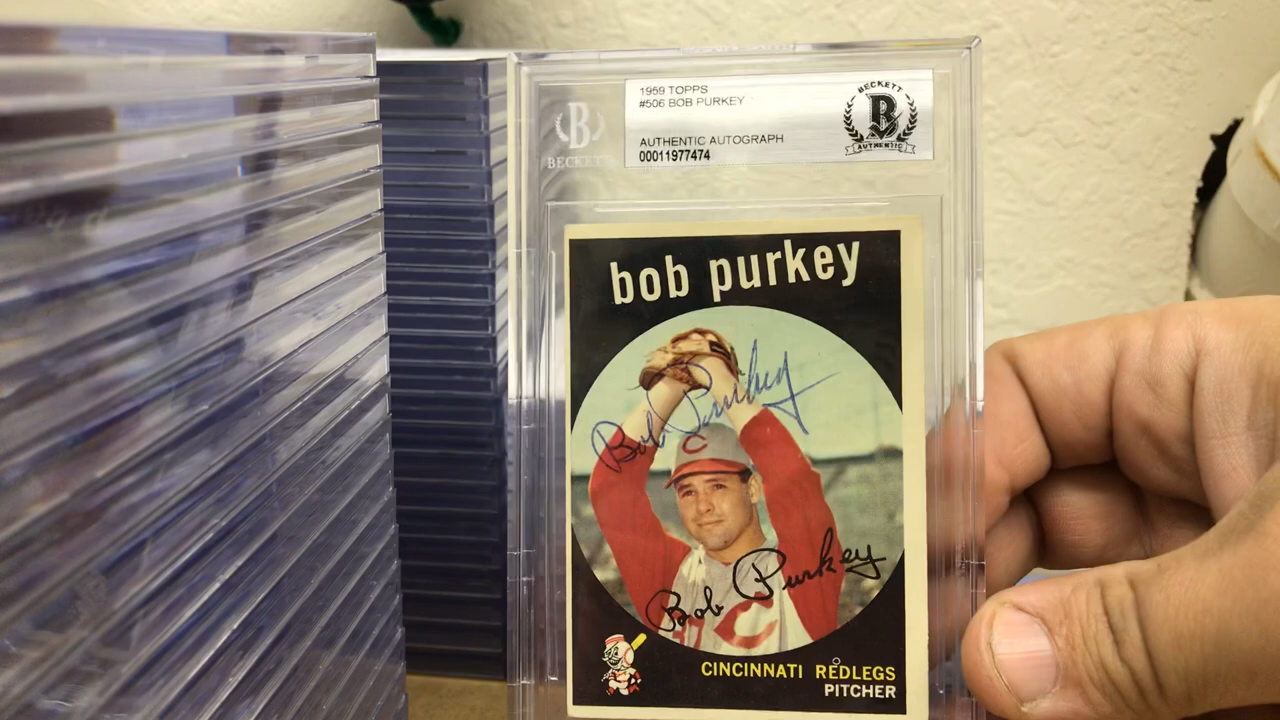 1959 TOPPS
#506 BOB PURKEY
AUTHENTIC AUTOGRAPH
00011977474
BECKETT
B
AUTHENTIC
B
BECKETT
bob purkey
Bob Purkey
C
Bob Purkey
C
CINCINNATI REDLEGS
PITCHER